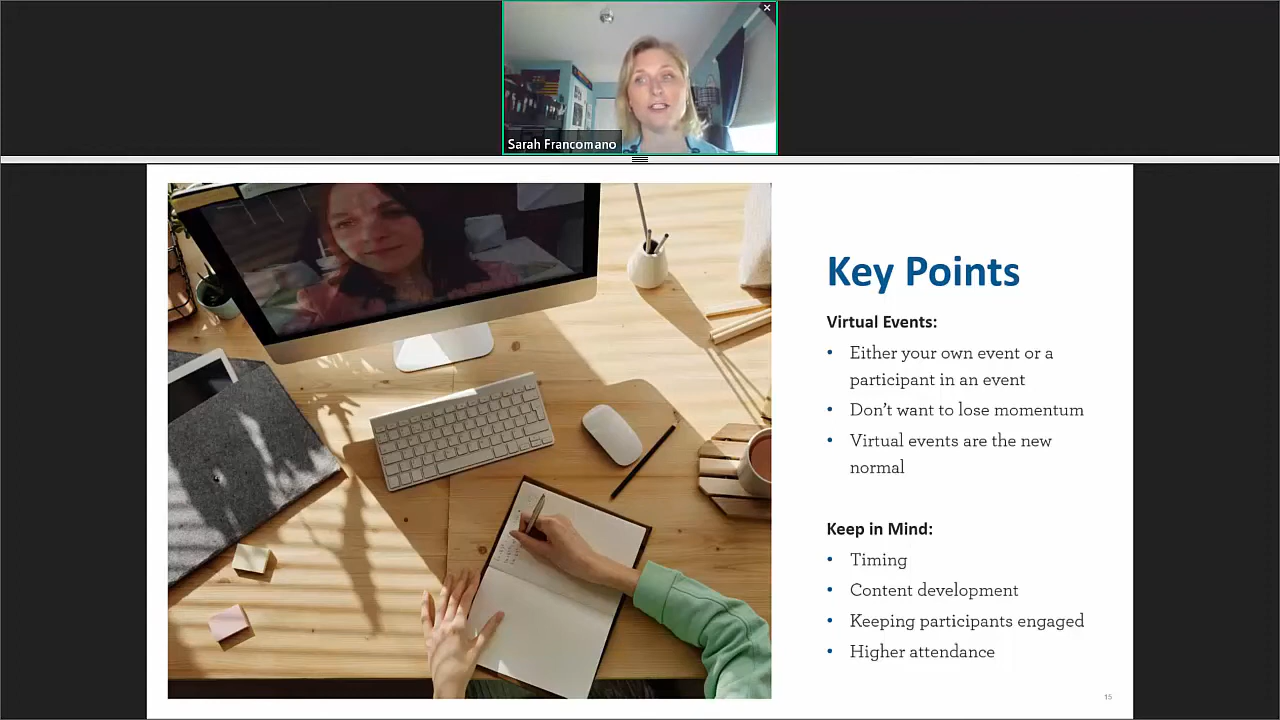 Sarah Francomano
Key Points
Virtual Events:
• Either your own event or a
participant in an event
• Don't want to lose momentum
• Virtual events are the new
normal
Keep in Mind:
• Timing
• Content development
• Keeping participants engaged
• Higher attendance
15